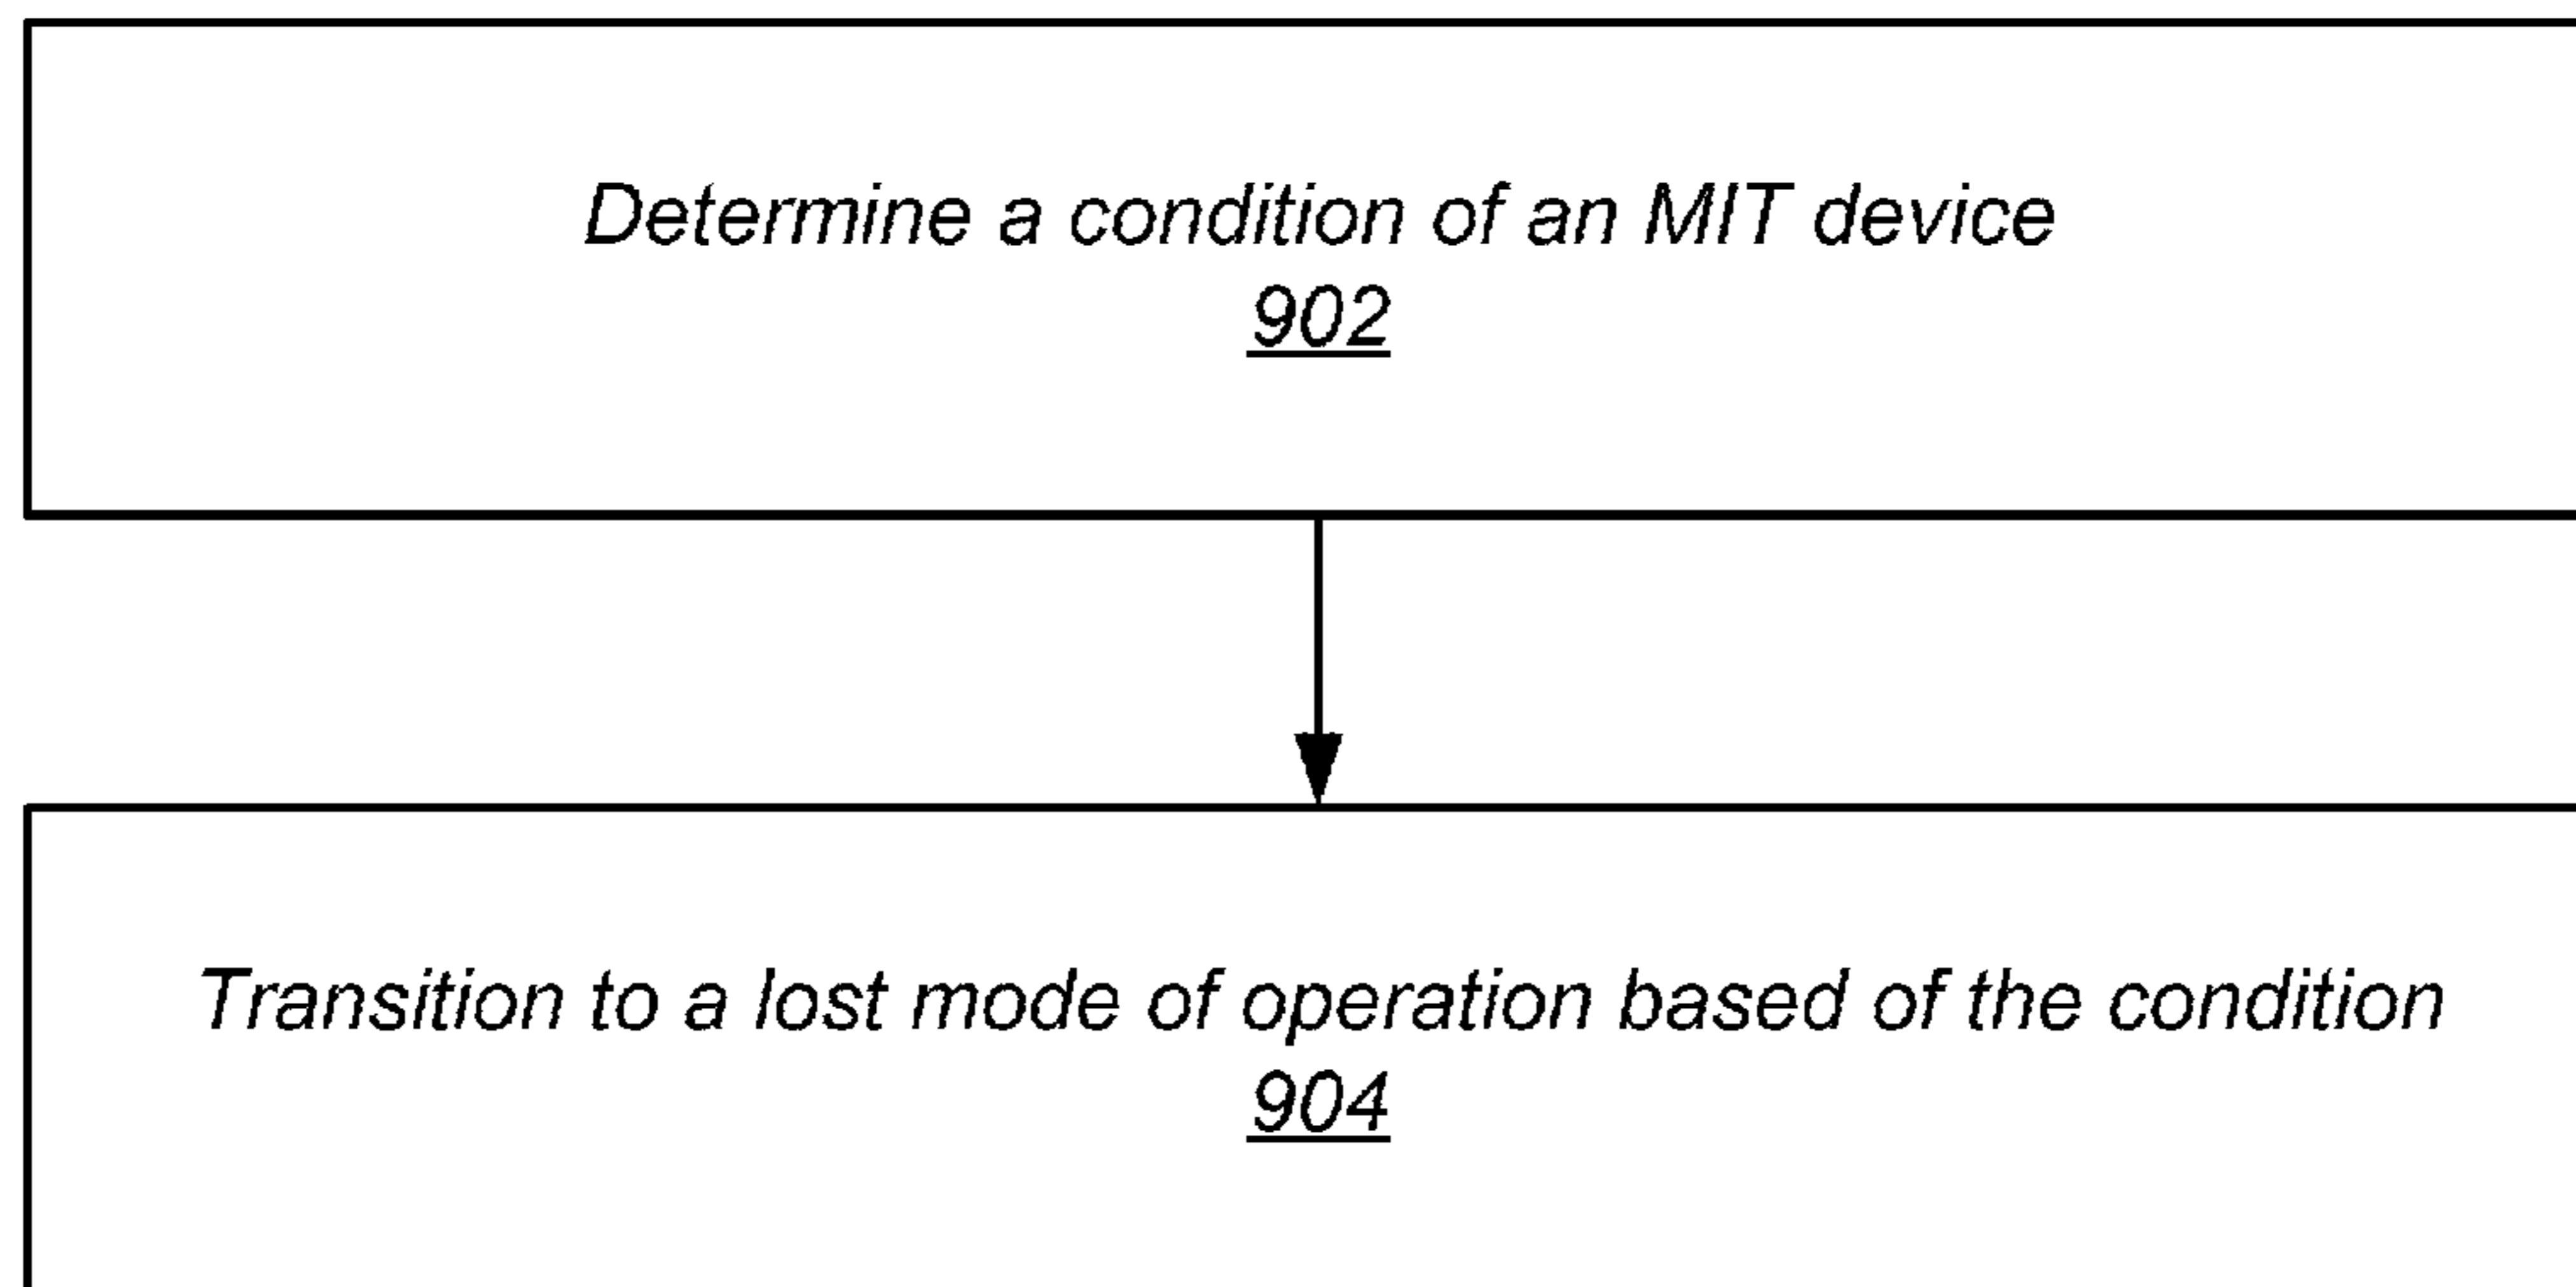 Determine a condition of an MIT device
902
Transition to a lost mode of operation based of the condition
904